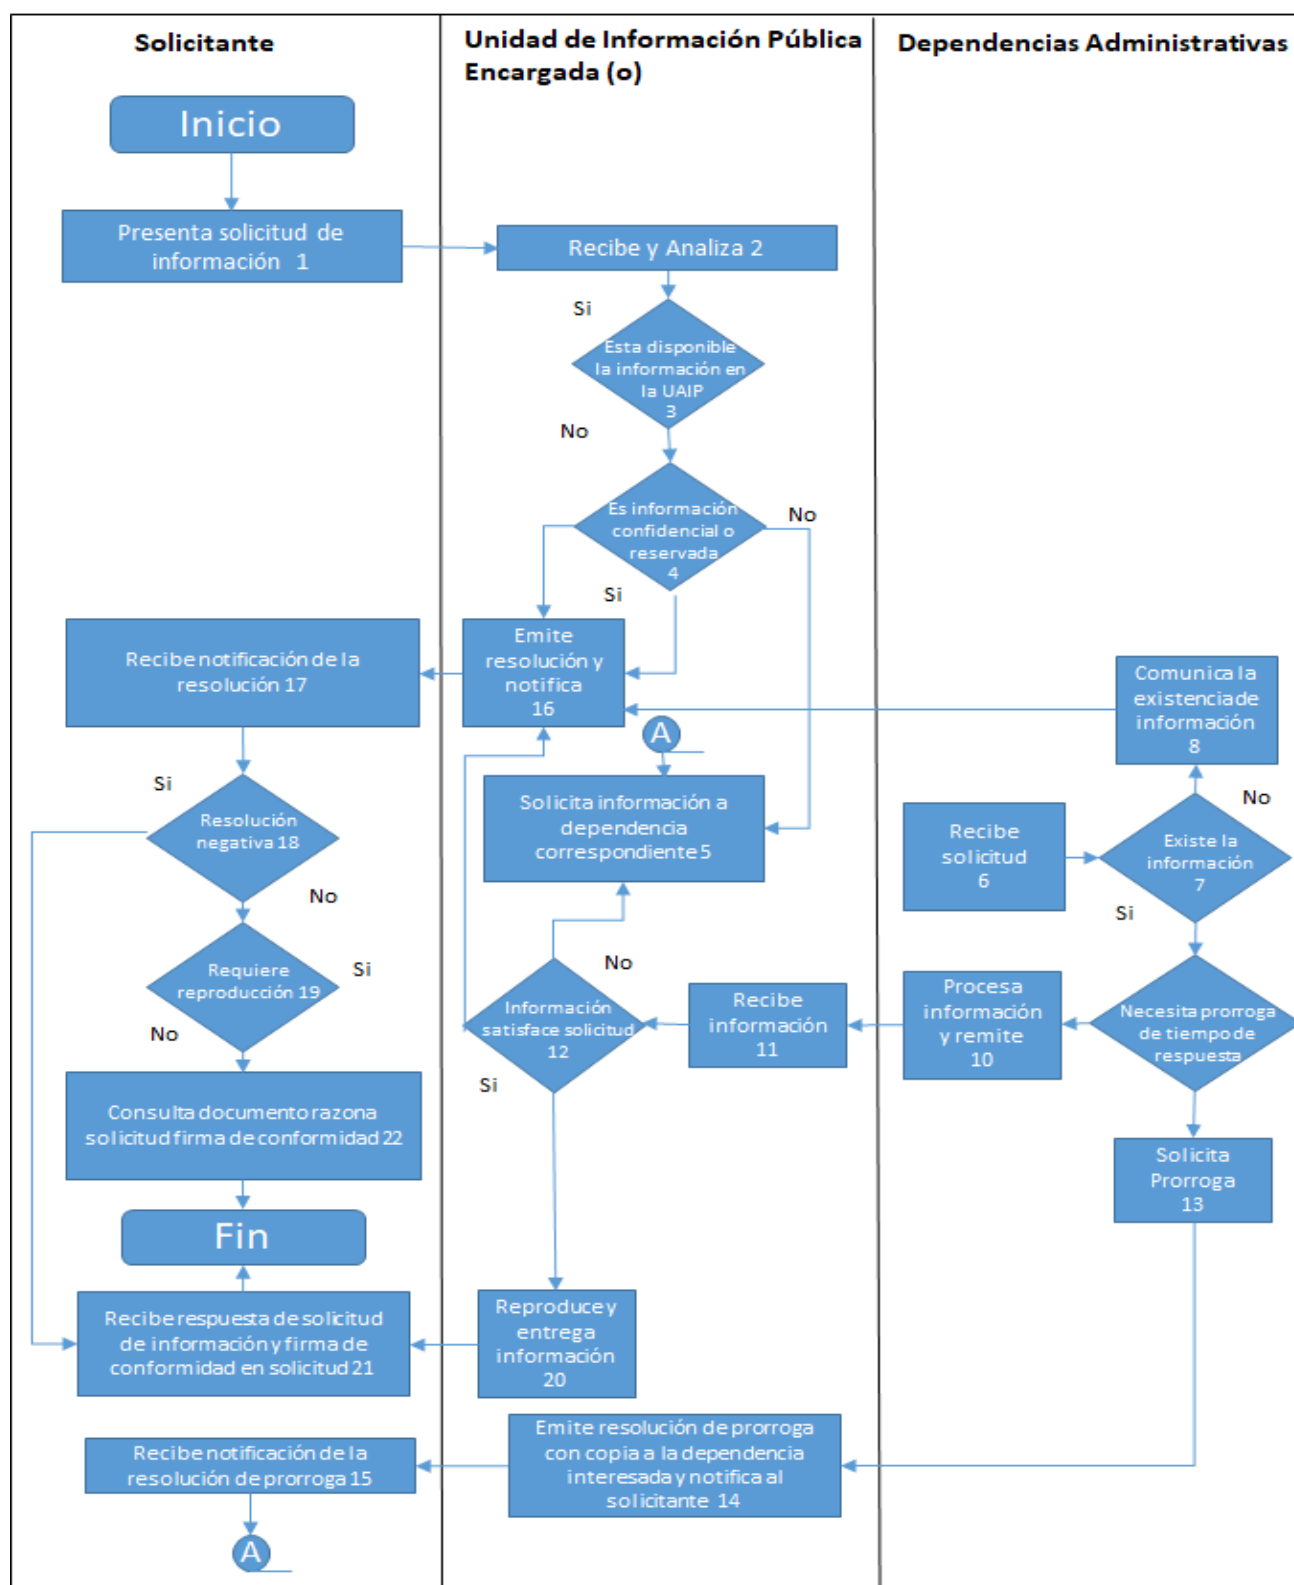 Solicitante
Unidad de Información Pública
Encargada (o)
Dependencias Administrativas
Inicio
Presenta solicitud de
información 1
Recibe y Analiza 2
Si
Esta disponible
la información en
la UAIP
3
No
Es información
confidencial o
reservada
4
No
Si
Emite
resolución y
notifica
16
Recibe notificación de la
resolución 17
Comunica la
existencia de
información
8
A
Solicita información a
dependencia
correspondiente 5
Si
Resolución
negativa 18
No
Recibe
solicitud
6
Existe la
información
7
No
Si
Requiere
reproducción 19
Si
No
No
Información
satisface solicitud
12
Si
Recibe
información
11
Procesa
información
y remite
10
Necesita prorroga
de tiempo de
respuesta
Consulta documento razona
solicitud firma de conformidad 22
Solicita
Prorroga
13
Fin
Recibe respuesta de solicitud
de información y firma de
conformidad en solicitud 21
Reproduce y
entrega
información
20
Emite resolución de prorroga
con copia a la dependencia
interesada y notifica al
solicitante 14
Recibe notificación de la
resolución de prorroga 15
A